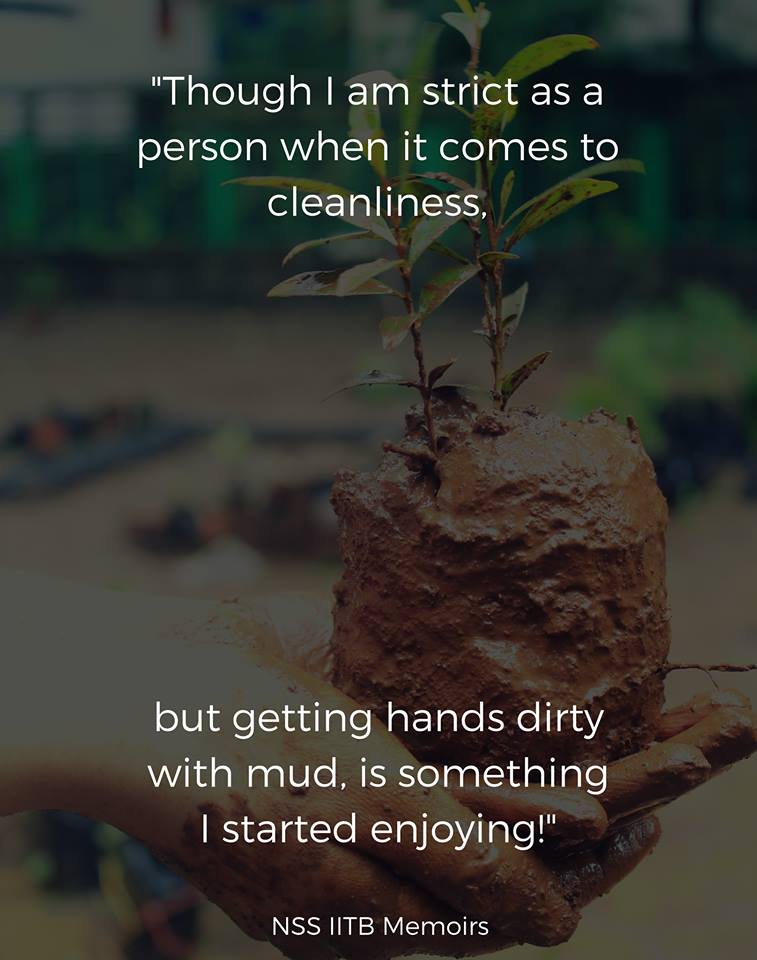 "Though I am strict as a
person when it comes to
cleanliness,
but getting hands dirty
with mud, is something
I started enjoying!"
NSS IITB Memoirs